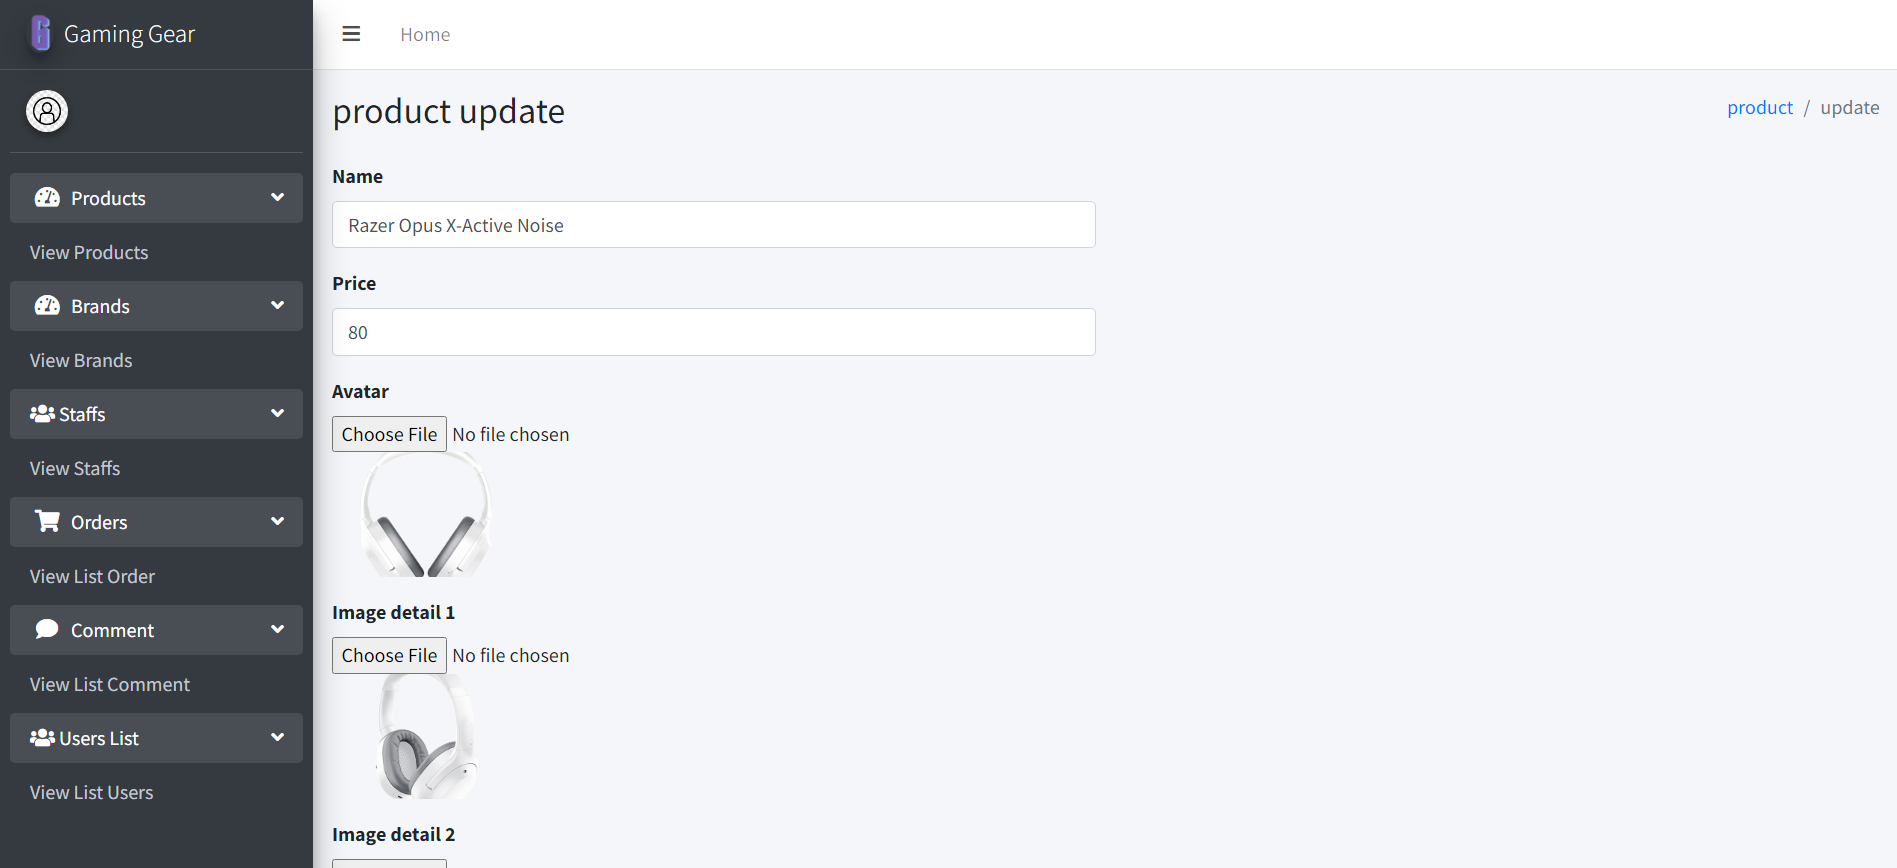 Gaming Gear
Home
product update
product / update
Products
View Products
Brands
View Brands
Staffs
View Staffs
Orders
View List Order
Comment
View List Comment
Users List
View List Users
Name
Razer Opus X-Active Noise
Price
80
Avatar
Choose File No file chosen
Image detail 1
Choose File No file chosen
Image detail 2